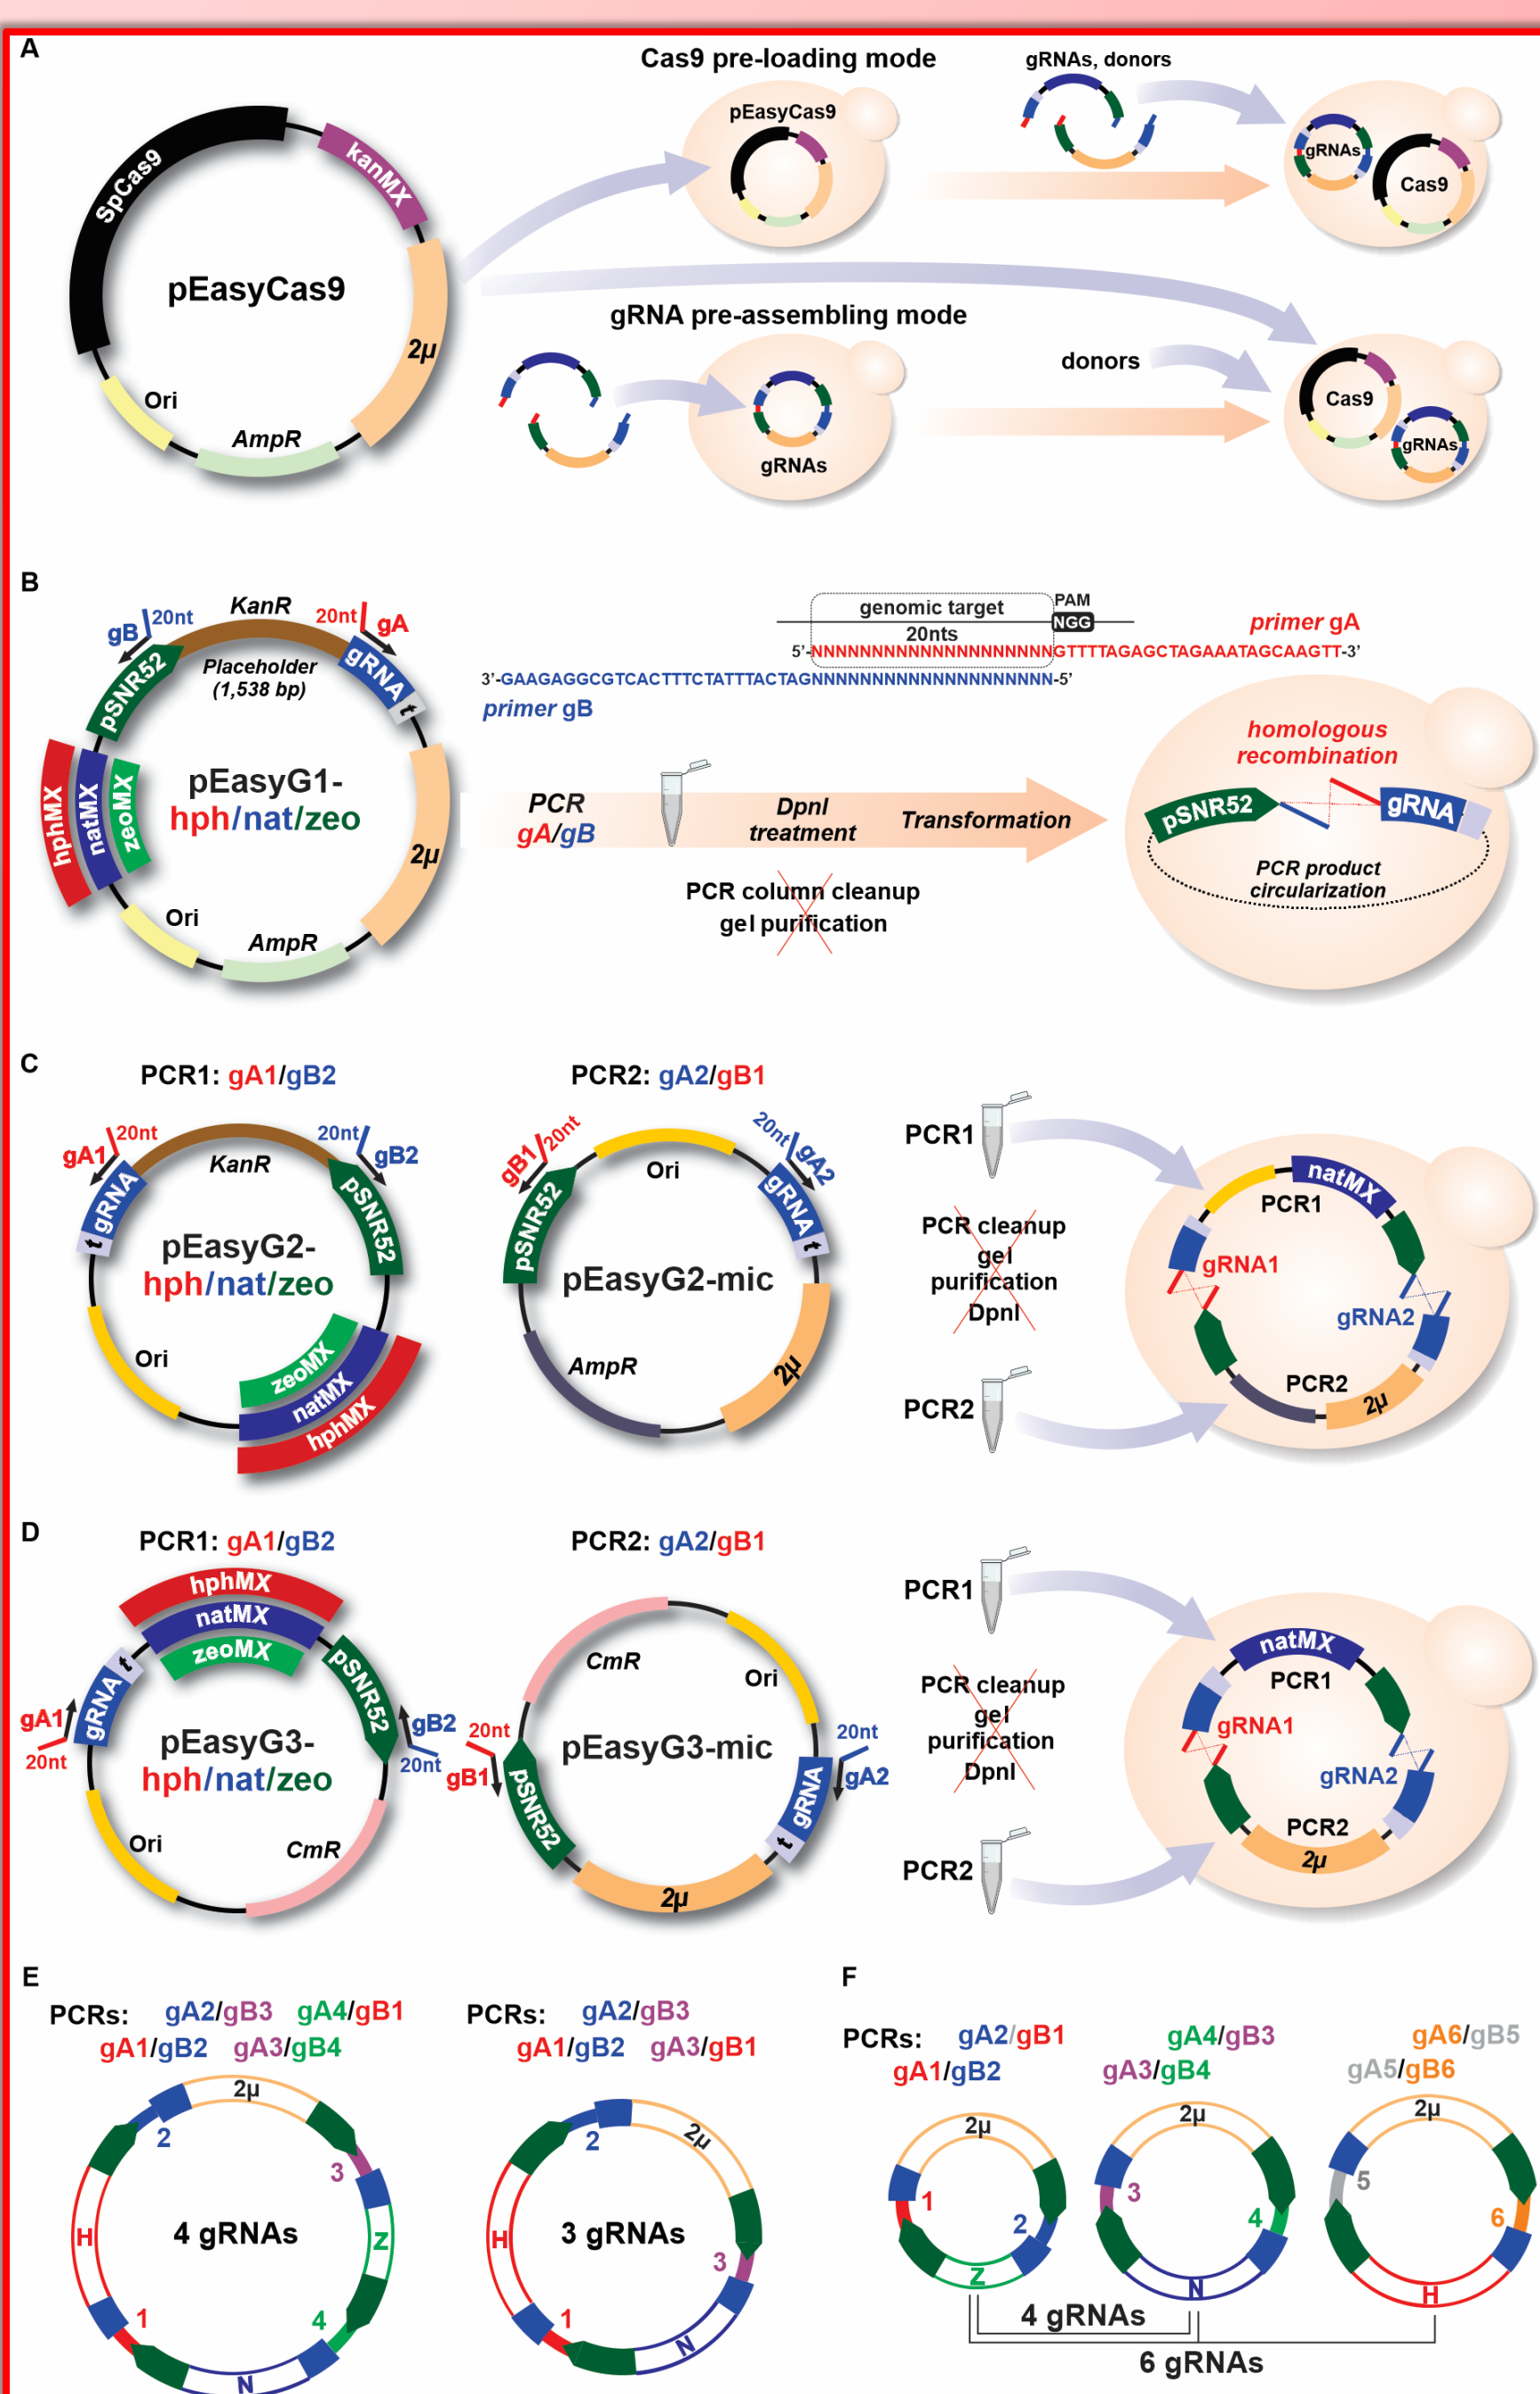 A
Cas9 pre-loading mode
gRNAs, donors
pEasyCas9
SpCas9
kanMX
gRNAs
Cas9
pEasyCas9
gRNA pre-assembling mode
2µ
donors
Ori
AmpR
gRNAs
Cas9
gRNAs
B
KanR
20nt
20nt
gB
gA
pSNR52
Placeholder
(1,538 bp)
gRNA
t
genomic target
PAM
NGG
20nts
primer gA
5'-NNNNNNNNNNNNNNNNNNNNGTTTTAGAGCTAGAAATAGCAAGTT-3'
3'-GAAGAGGCGTCACTTTCTATTTACTAGNNNNNNNNNNNNNNNNNNNN-5'
primer gB
hphMX
natMX
zeoMX
pEasyG1-
hph/nat/zeo
2µ
Ori
AmpR
PCR
gA/gB
DpnI
treatment
Transformation
PCR column cleanup
gel purification
homologous
recombination
pSNR52
gRNA
PCR product
circularization
C
PCR1: gA1/gB2
PCR2: gA2/gB1
gA1
20nt
20nt
gB2
KanR
gRNA
t
pSNR52
pEasyG2-
hph/nat/zeo
Ori
zeoMX
natMX
hphMX
gB1
20nt
20nt
gA2
Ori
pSNR52
gRNA
t
pEasyG2-mic
AmpR
2µ
PCR1
PCR cleanup
gel
purification
DpnI
PCR2
natMX
PCR1
gRNA1
gRNA2
PCR2
2µ
D
PCR1: gA1/gB2
PCR2: gA2/gB1
hphMX
natMX
zeoMX
t
gRNA
pSNR52
gA1
20nt
gB2
20nt
pEasyG3-
hph/nat/zeo
Ori
CmR
CmR
Ori
20nt
gB1
20nt
gA2
pEasyG3-mic
pSNR52
gRNA
t
2µ
PCR1
PCR cleanup
gel
purification
DpnI
PCR2
natMX
PCR1
gRNA1
gRNA2
PCR2
2µ
E
PCRs: gA2/gB3 gA4/gB1
gA1/gB2 gA3/gB4
2µ
2
3
H
4 gRNAs
Z
1
4
N
PCRs: gA2/gB3
gA1/gB2 gA3/gB1
2
2µ
H
3 gRNAs
3
1
N
F
PCRs: gA2/gB1
gA1/gB2
gA4/gB3
gA3/gB4
gA6/gB5
gA5/gB6
2µ
1
2
Z
2µ
3
4
N
2µ
5
6
H
4 gRNAs
6 gRNAs